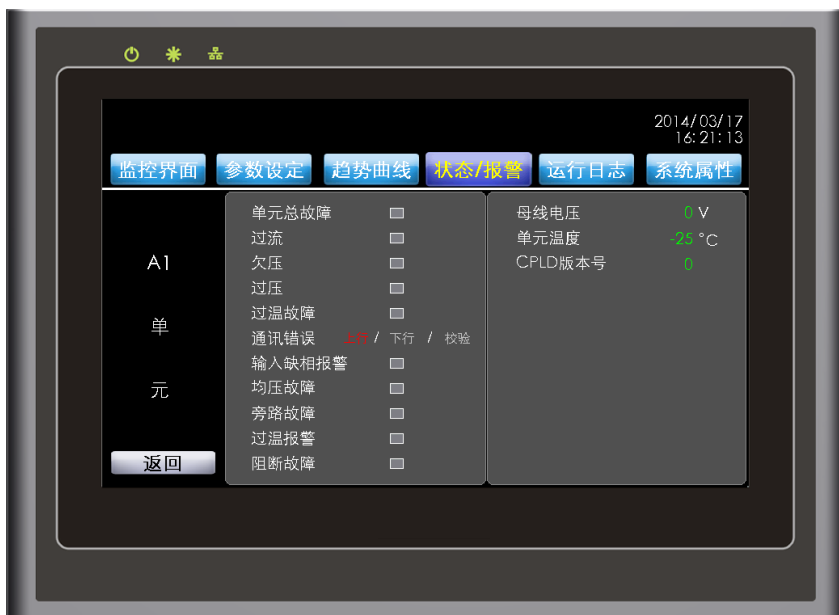 2014/03/17
16:21:13
监控界面 参数设定 趋势曲线 状态/报警 运行日志 系统属性
A1
单
元
返回
单元总故障
过流
欠压
过压
过温故障
通讯错误 上行 / 下行 / 校验
输入缺相报警
均压故障
旁路故障
过温报警
阻断故障
母线电压 0 V
单元温度 -25 °C
CPLD版本号 0